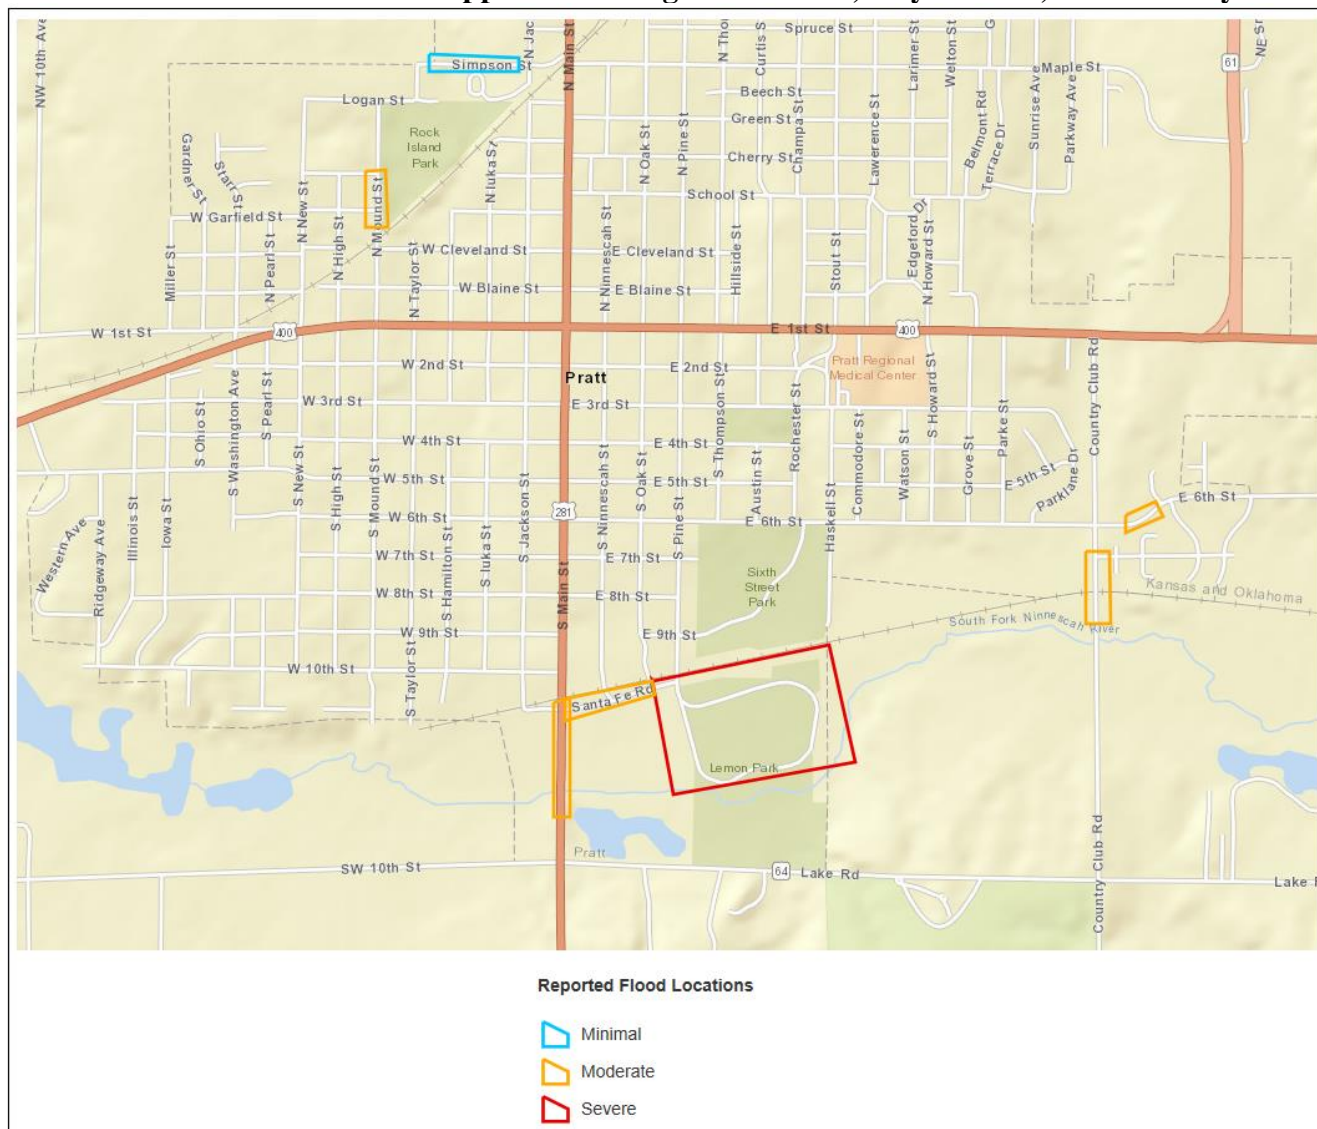 Spruce St
N Main St
Curtis S
Larimer St
Welton St
NW 10th Ave
61
Simpson St
Maple St
Logan St
Beech St
Sunrise Ave
Parkway Ave
Green St
Champa St
Lawerence St
Belmont Rd
Terrace Dr
Rock
Island
Park
Gardner St
Starr St
N Iuka St
N Oak St
N Pine St
Cherry St
School St
N New St
N Mound St
W Garfield St
N High St
N Pearl St
Miller St
N Taylor St
W Cleveland St
N Ninnescah St
E Cleveland St
Hillside St
Stout St
Edgeford Dr
N Howard St
W Blaine St
E Blaine St
W 1st St
400
E 1st St
400
W 2nd St
E 2nd St
Pratt Regional
Medical Center
Country Club Rd
Pratt
W 3rd St
E 3rd St
S Ohio St
S Washington Ave
S Pearl St
S Thompson St
Rochester St
S Howard St
Parke St
W 4th St
E 4th St
Austin St
Commodore St
Watson St
Grove St
S New St
W 5th St
S High St
S Mound St
S Jackson St
S Ninnescah St
S Oak St
E 5th St
E 5th St
Parklane Dr
Haskell St
Illinois St
Iowa St
W 6th St
281
S Pine St
E 6th St
E 6th St
Western Ave
Ridgeway Ave
W 7th St
S Hamilton St
S Iuka St
E 7th St
Sixth
Street
Park
Kansas and Oklahoma
W 8th St
S Main St
E 8th St
W 9th St
E 9th St
South Fork Ninnescah River
W 10th St
S Taylor St
Santa Fe Rd
Lemon Park
Country Club Rd
Pratt
SW 10th St
64
Lake Rd
Reported Flood Locations
Minimal
Moderate
Severe